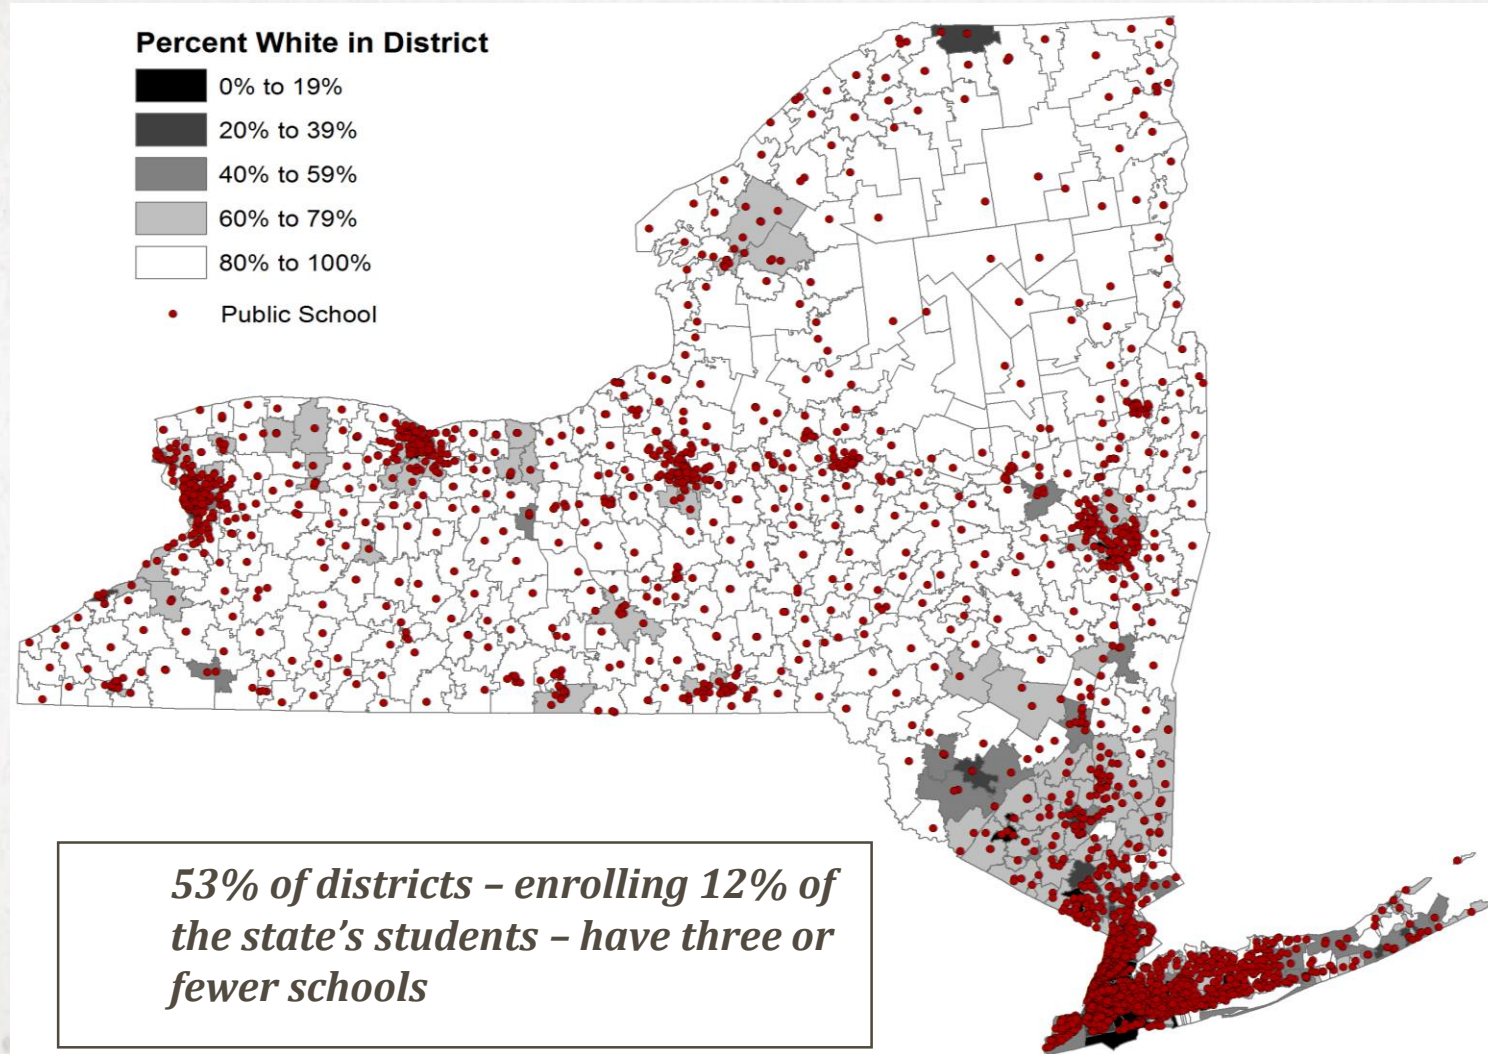 Percent White in District
0% to 19%
20% to 39%
40% to 59%
60% to 79%
80% to 100%
Public School
53% of districts – enrolling 12% of
the state’s students – have three or
fewer schools